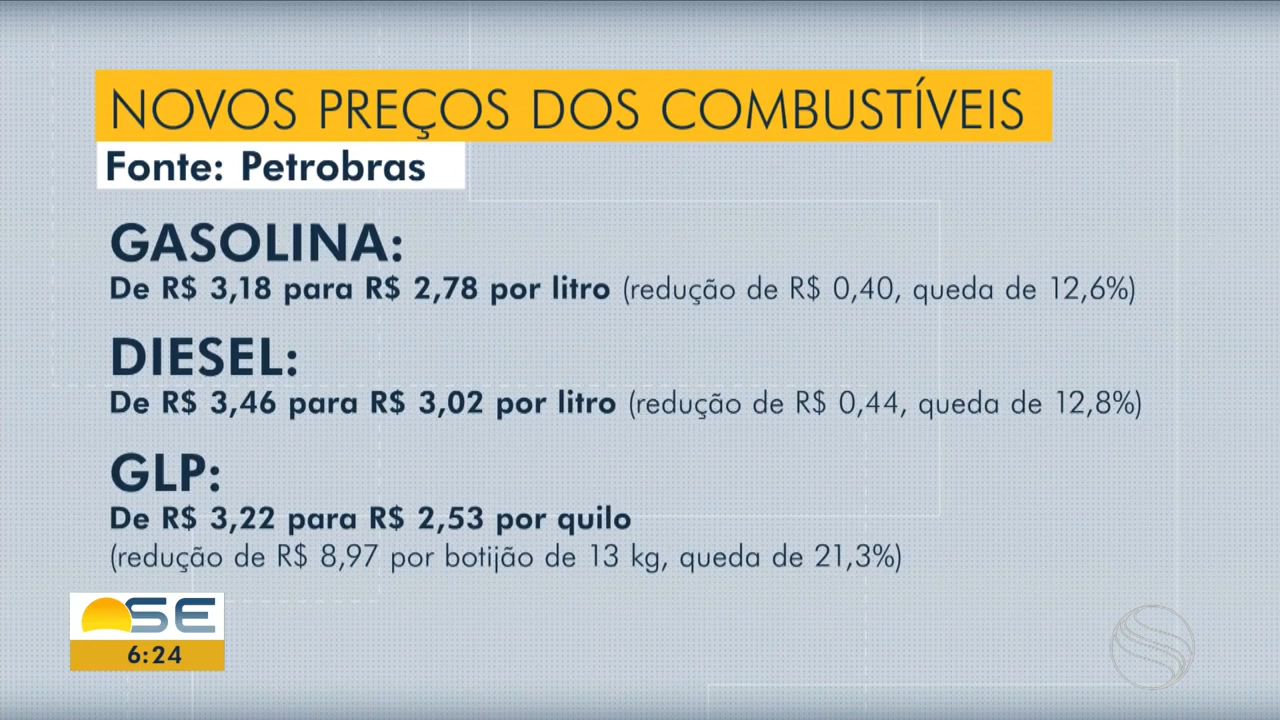 NOVOS PREÇOS DOS COMBUSTÍVEIS
Fonte: Petrobras
GASOLINA:
De R$ 3,18 para R$ 2,78 por litro (redução de R$ 0,40, queda de 12,6%)
DIESEL:
De R$ 3,46 para R$ 3,02 por litro (redução de R$ 0,44, queda de 12,8%)
GLP:
De R$ 3,22 para R$ 2,53 por quilo
(redução de R$ 8,97 por botijão de 13 kg, queda de 21,3%)
SE
6:24